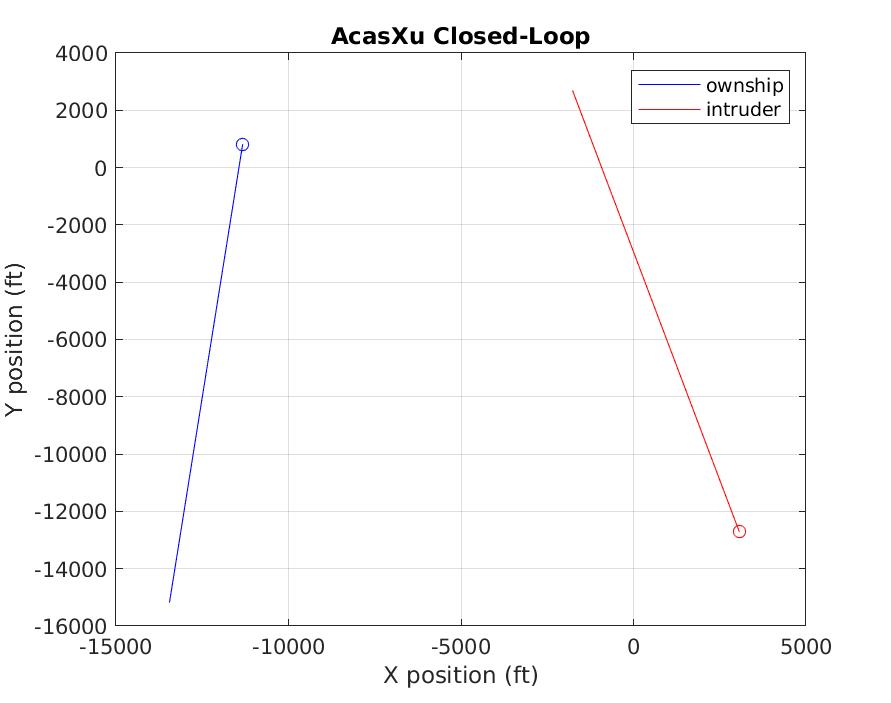 AcasXu Closed-Loop
ownship
intruder
4000
2000
0
-2000
-4000
-6000
-8000
-10000
-12000
-14000
-16000
-15000 -10000 -5000 0 5000
X position (ft)
Y position (ft)